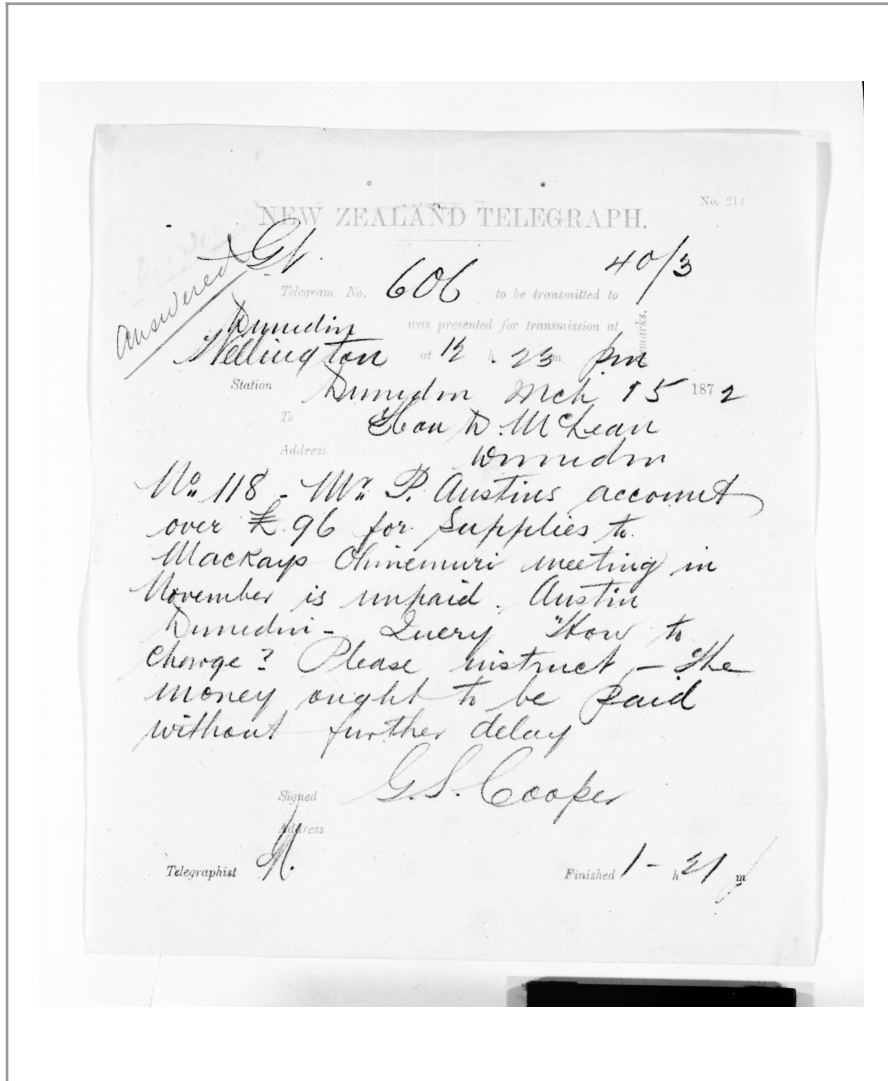 No. 214.
NEW ZEALAND TELEGRAPH.
answered
Gt.
40/3
Telegram No. 606 to be transmitted to
Dunedin was presented for transmission at
Remarks.
Wellington at 12 h. 23 m pm
Station Dunedin Mch 15 1872
To Hon D. McLean
Address Dunedin
No. 118 - Mr. P. Austins account
over £96 for Supplies to
Mackays Ohinemuri meeting in
November is unpaid. Austin
Dunedin - Query "How to
charge? Please instruct - The
money ought to be paid
without further delay
Signed G.S. Cooper
Address
Telegraphist
Finished 1 - h 21 m p